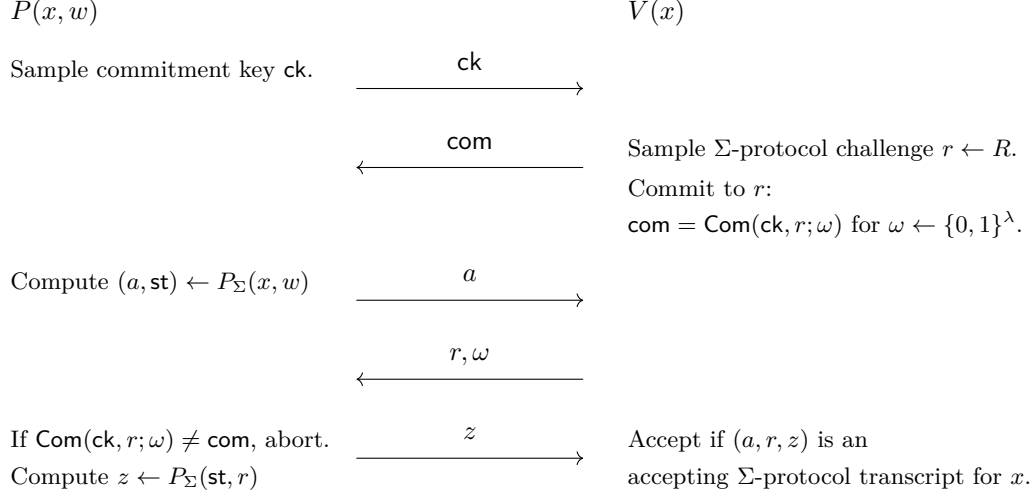 P(x, w) V(x)
Sample commitment key ck. ck
com Sample Σ-protocol challenge r ← R.
Commit to r:
com = Com(ck, r; ω) for ω ← {0, 1}^λ.
Compute (a, st) ← P_Σ(x, w) a
r, ω
If Com(ck, r; ω) ≠ com, abort. z Accept if (a, r, z) is an
Compute z ← P_Σ(st, r) accepting Σ-protocol transcript for x.